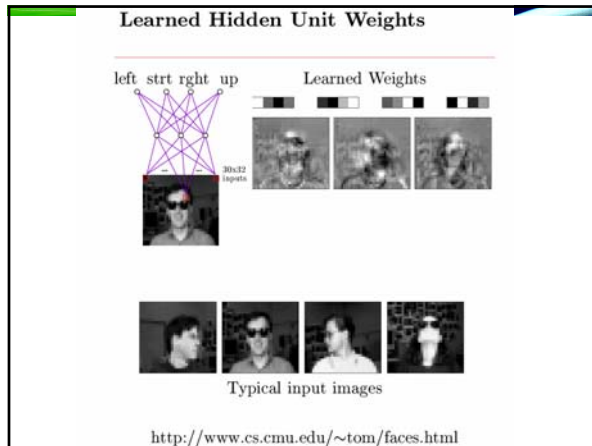 Learned Hidden Unit Weights
left strt rght up
Learned Weights
30x32
inputs
Typical input images
http://www.cs.cmu.edu/~tom/faces.html